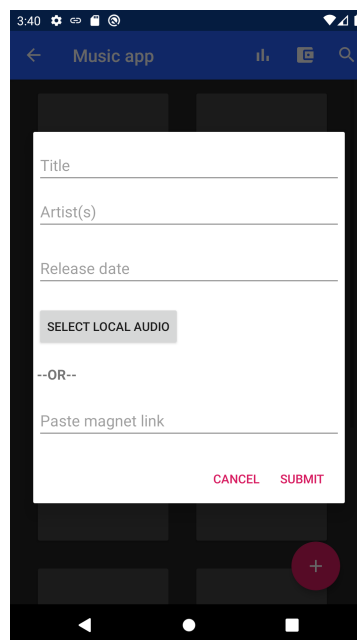 3:40
Music app
Title
Artist(s)
Release date
SELECT LOCAL AUDIO
--OR--
Paste magnet link
CANCEL SUBMIT